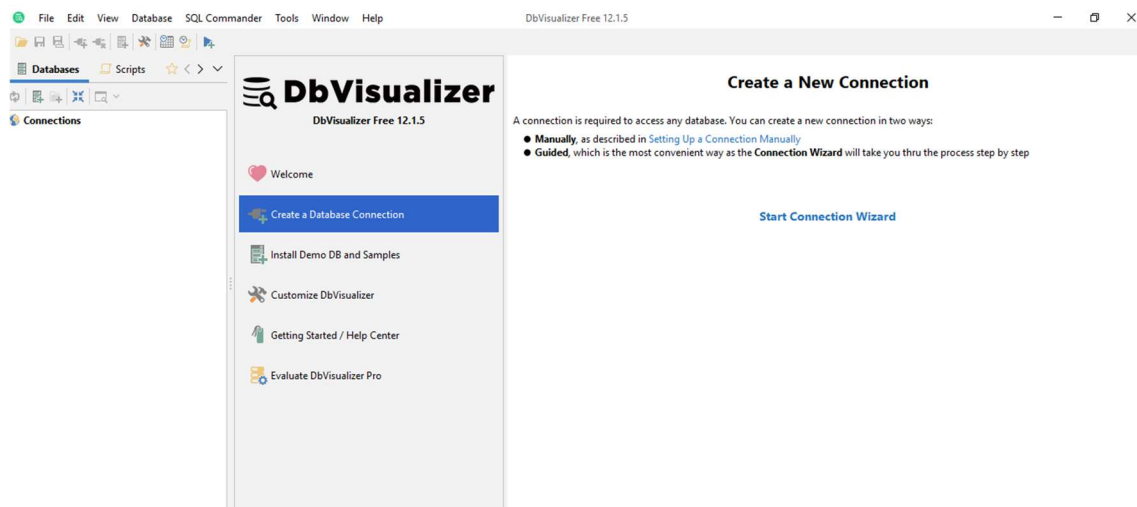 File Edit View Database SQL Commander Tools Window Help
DbVisualizer Free 12.1.5
Databases Scripts
Connections
DbVisualizer
DbVisualizer Free 12.1.5
Welcome
Create a Database Connection
Install Demo DB and Samples
Customize DbVisualizer
Getting Started / Help Center
Evaluate DbVisualizer Pro
Create a New Connection
A connection is required to access any database. You can create a new connection in two ways:
● Manually, as described in Setting Up a Connection Manually
● Guided, which is the most convenient way as the Connection Wizard will take you thru the process step by step
Start Connection Wizard